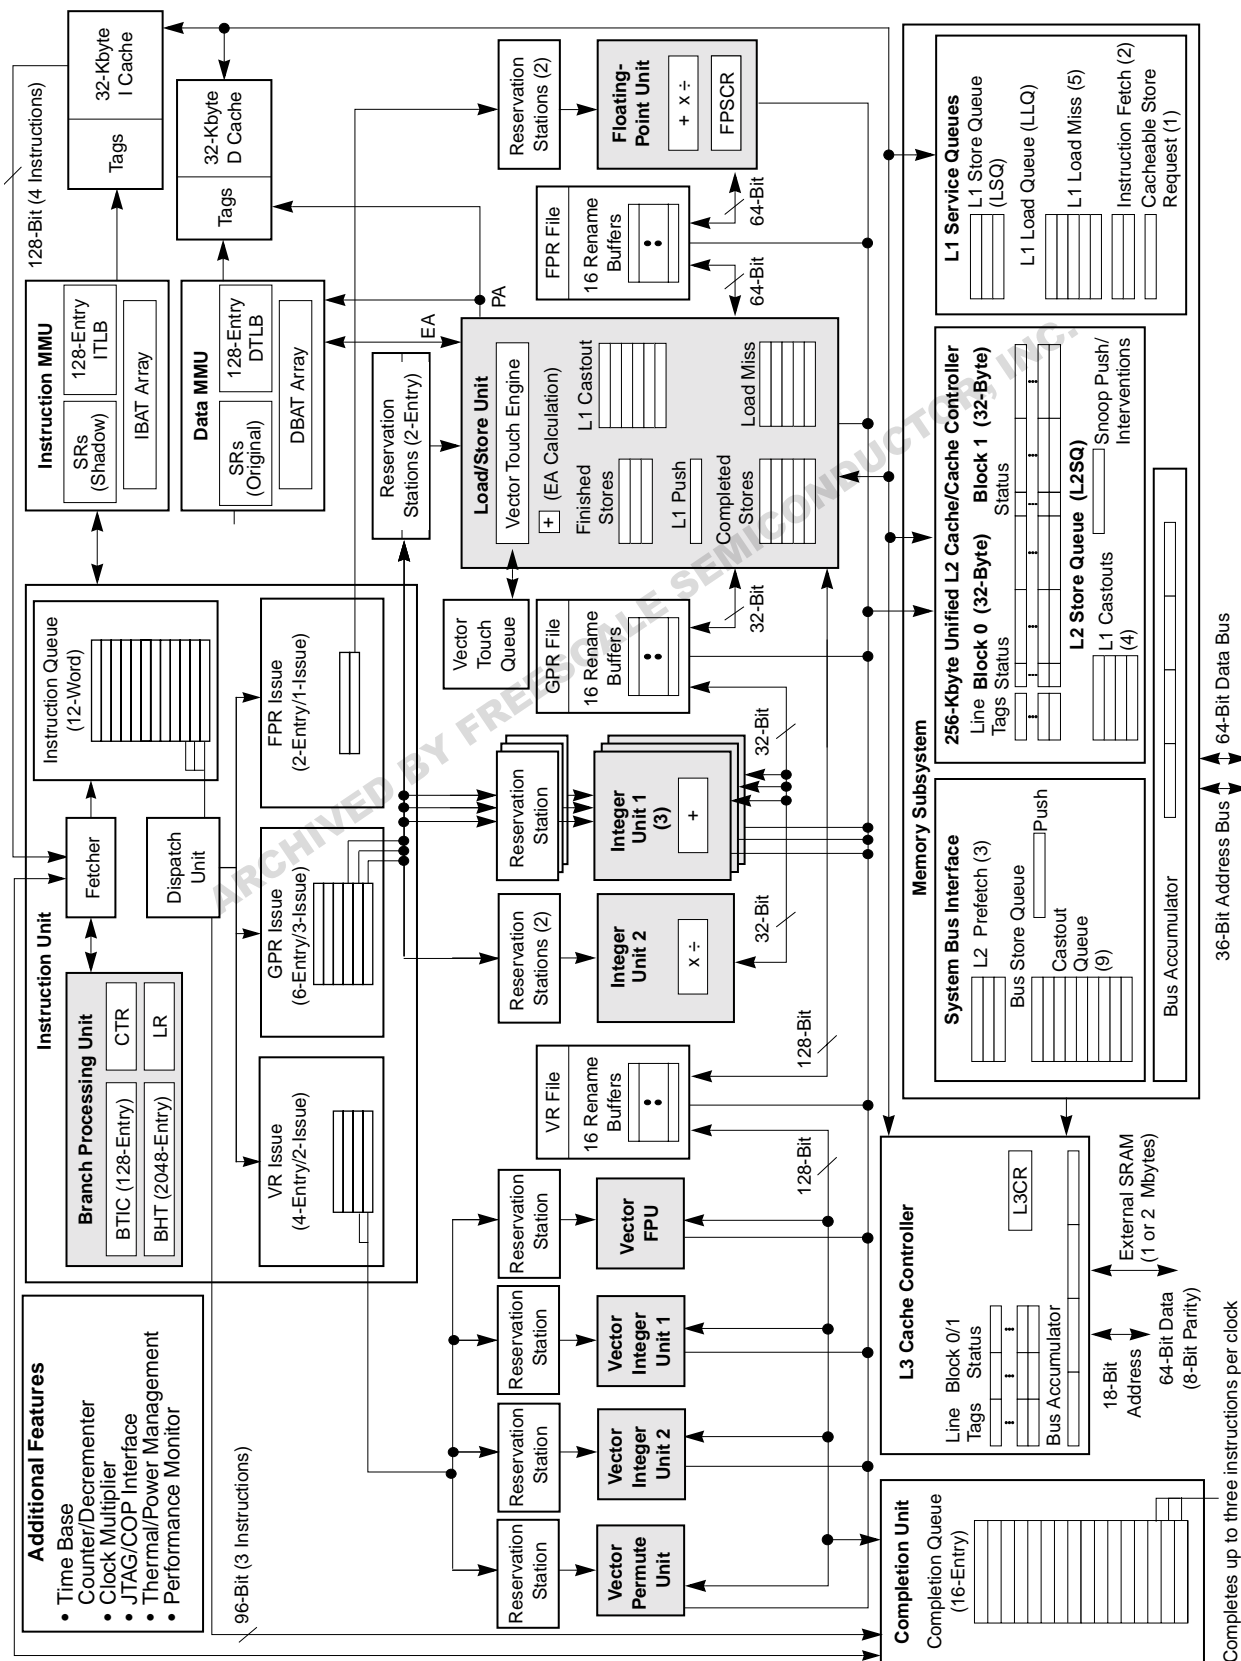 Additional Features
• Time Base
Counter/Decrementer
• Clock Multiplier
• JTAG/COP Interface
• Thermal/Power Management
• Performance Monitor
Instruction Unit
Branch Processing Unit
BTIC (128-Entry)
CTR
BHT (2048-Entry)
LR
Fetcher
Instruction Queue
(12-Word)
Dispatch
Unit
VR Issue
(4-Entry/2-Issue)
GPR Issue
(6-Entry/3-Issue)
FPR Issue
(2-Entry/1-Issue)
96-Bit (3 Instructions)
128-Bit (4 Instructions)
Instruction MMU
SRs
(Shadow)
128-Entry
ITLB
IBAT Array
Tags
32-Kbyte
I Cache
Data MMU
SRs
(Original)
128-Entry
DTLB
DBAT Array
Tags
32-Kbyte
D Cache
EA
PA
Reservation
Station
Reservation
Station
Reservation
Station
Reservation
Station
Reservation
Stations (2)
Reservation
Station
Reservation
Stations (2-Entry)
Reservation
Stations (2)
Vector
Permute
Unit
Vector
Integer
Unit 2
Vector
Integer
Unit 1
Vector
FPU
VR File
16 Rename
Buffers
128-Bit
128-Bit
Integer
Unit 2
x ÷
Integer
Unit 1
(3)
+
32-Bit
32-Bit
GPR File
16 Rename
Buffers
32-Bit
Vector
Touch
Queue
Load/Store Unit
Vector Touch Engine
+ (EA Calculation)
Finished
Stores
L1 Castout
L1 Push
Completed
Stores
Load Miss
FPR File
16 Rename
Buffers
64-Bit
64-Bit
Floating-
Point Unit
+ x ÷
FPSCR
Completion Unit
Completion Queue
(16-Entry)
Completes up to three instructions per clock
L3 Cache Controller
Line
Tags
Block 0/1
Status
L3CR
Bus Accumulator
18-Bit
Address
64-Bit Data
(8-Bit Parity)
External SRAM
(1 or 2 Mbytes)
Memory Subsystem
System Bus Interface
L2 Prefetch (3)
Bus Store Queue
Push
Castout
Queue
(9)
256-Kbyte Unified L2 Cache/Cache Controller
Line Block 0 (32-Byte) Block 1 (32-Byte)
Tags Status Status
L2 Store Queue (L2SQ)
L1 Castouts
(4)
Snoop Push/
Interventions
L1 Service Queues
L1 Store Queue
(LSQ)
L1 Load Queue (LLQ)
L1 Load Miss (5)
Instruction Fetch (2)
Cacheable Store
Request (1)
Bus Accumulator
36-Bit Address Bus
64-Bit Data Bus
ARCHIVED BY FREESCALE SEMICONDUCTOR, INC.